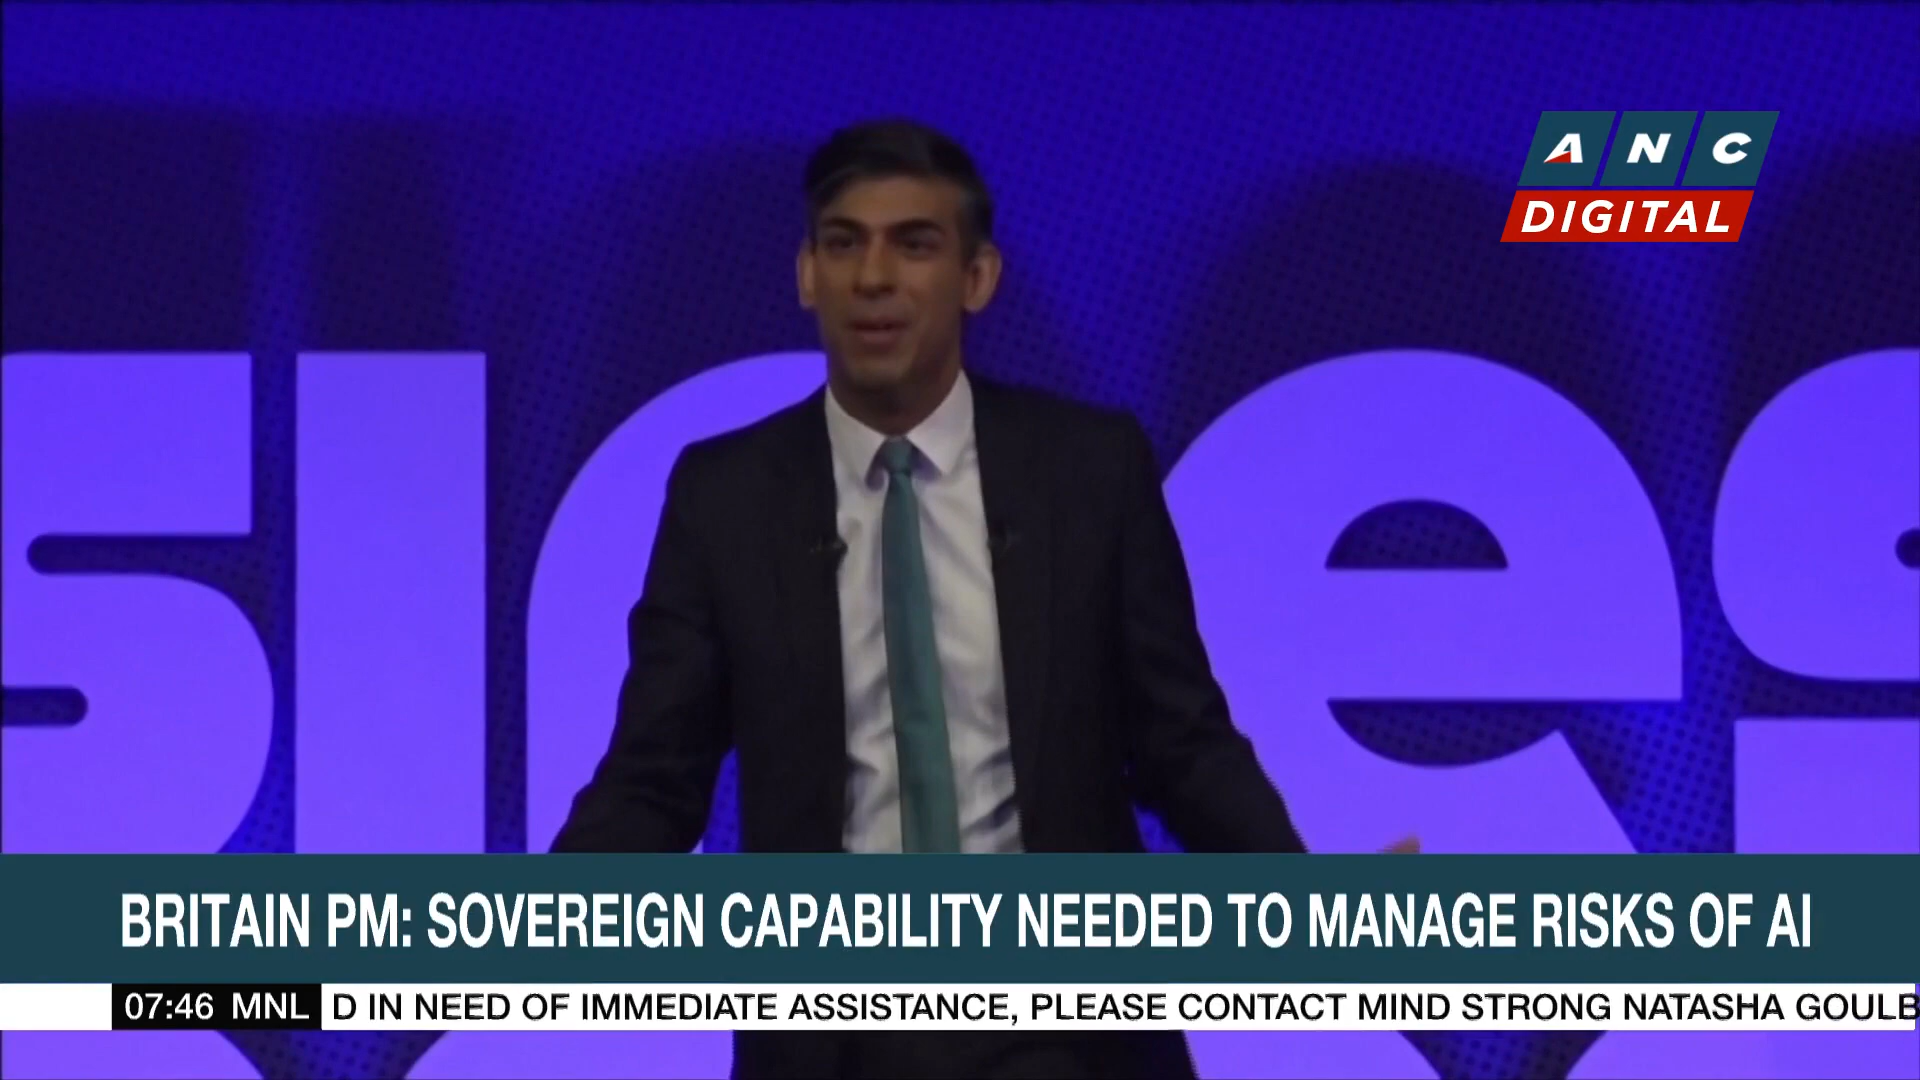 ANC
DIGITAL
BRITAIN PM: SOVEREIGN CAPABILITY NEEDED TO MANAGE RISKS OF AI
07:46 MNL
D IN NEED OF IMMEDIATE ASSISTANCE, PLEASE CONTACT MIND STRONG NATASHA GOULB